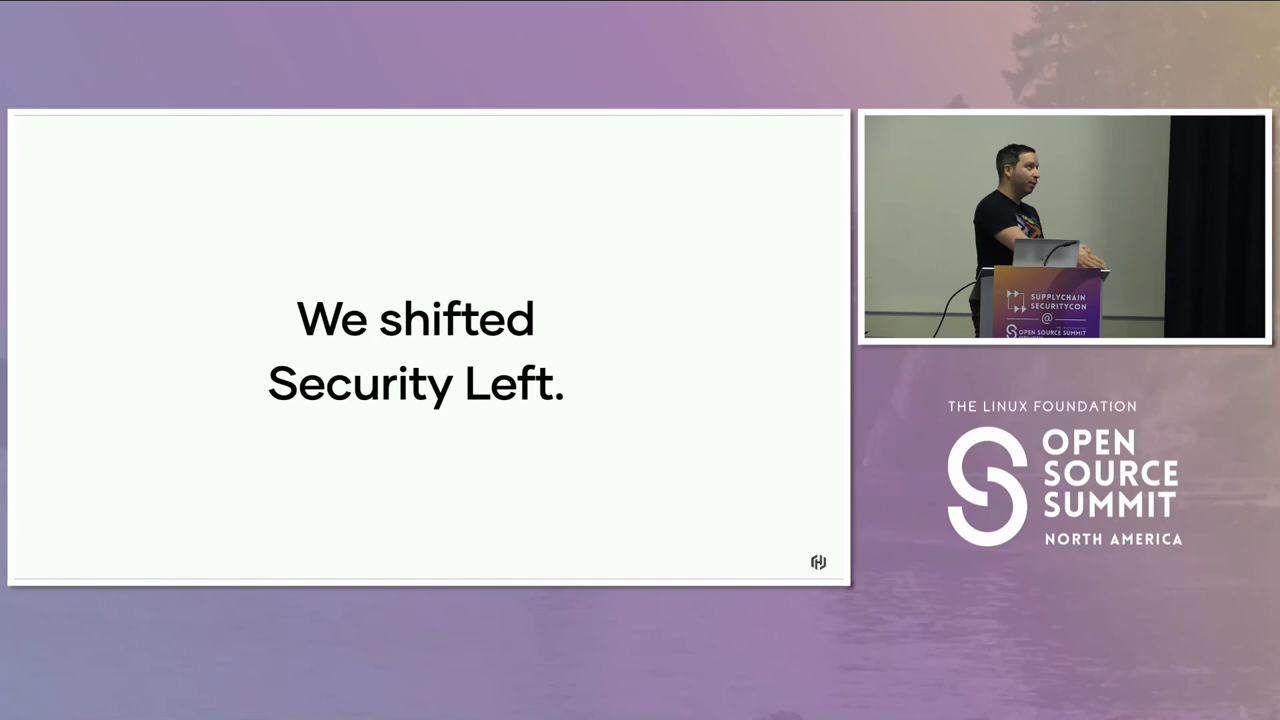 We shifted
Security Left.
SUPPLYCHAIN
SECURITYCON
@
OPEN SOURCE SUMMIT
THE LINUX FOUNDATION
OPEN
SOURCE
SUMMIT
NORTH AMERICA